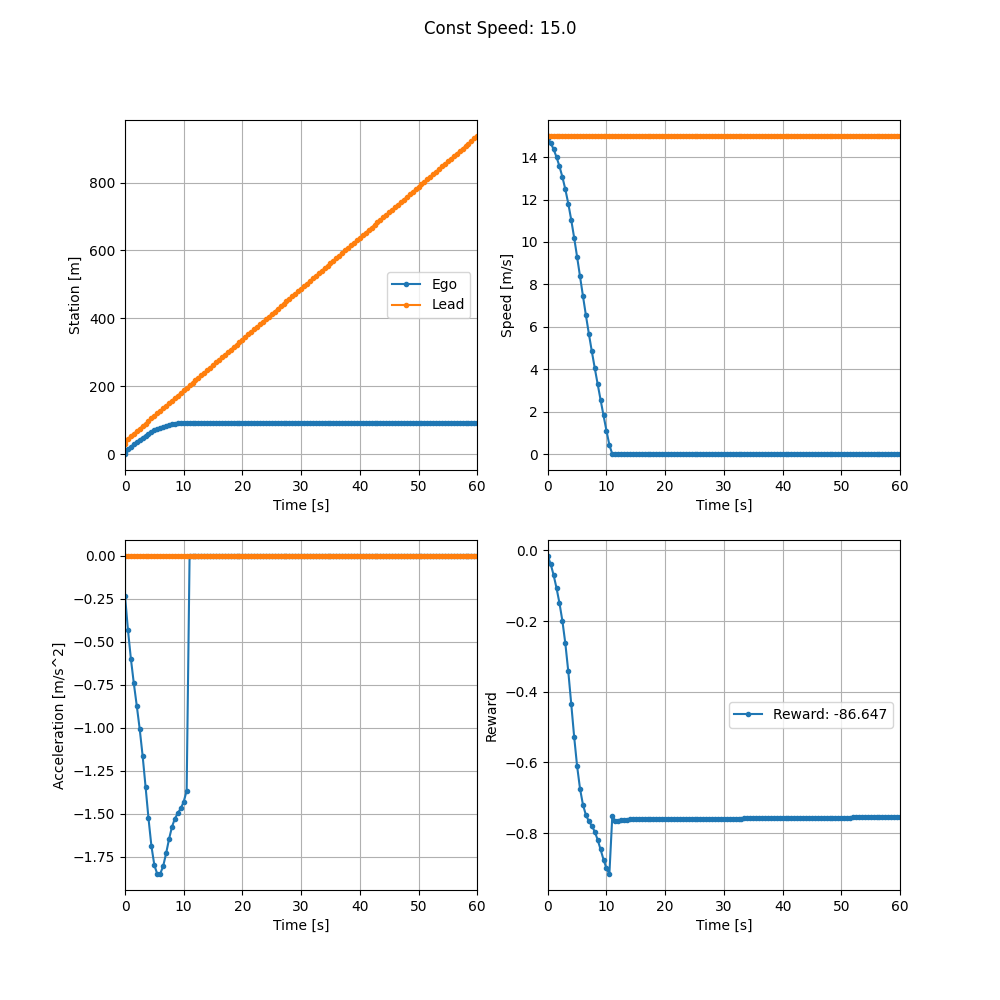 Const Speed: 15.0
Station [m]
800
600
400
200
0
Ego
Lead
0 10 20 30 40 50 60
Time [s]
Speed [m/s]
14
12
10
8
6
4
2
0
0 10 20 30 40 50 60
Time [s]
Acceleration [m/s^2]
0.00
−0.25
−0.50
−0.75
−1.00
−1.25
−1.50
−1.75
0 10 20 30 40 50 60
Time [s]
Reward
0.0
−0.2
−0.4
−0.6
−0.8
Reward: -86.647
0 10 20 30 40 50 60
Time [s]